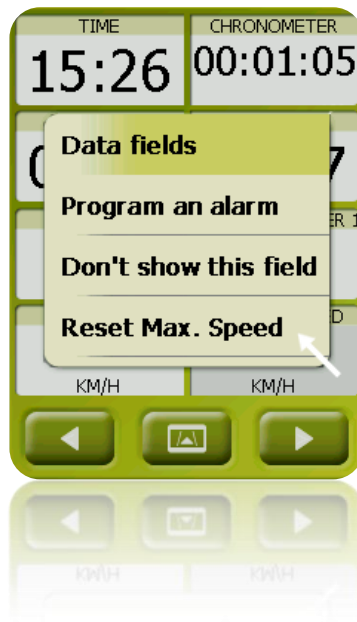 TIME
CHRONOMETER
15:26
00:01:05
Data fields
Program an alarm
Don't show this field
Reset Max. Speed
KM/H
KM/H